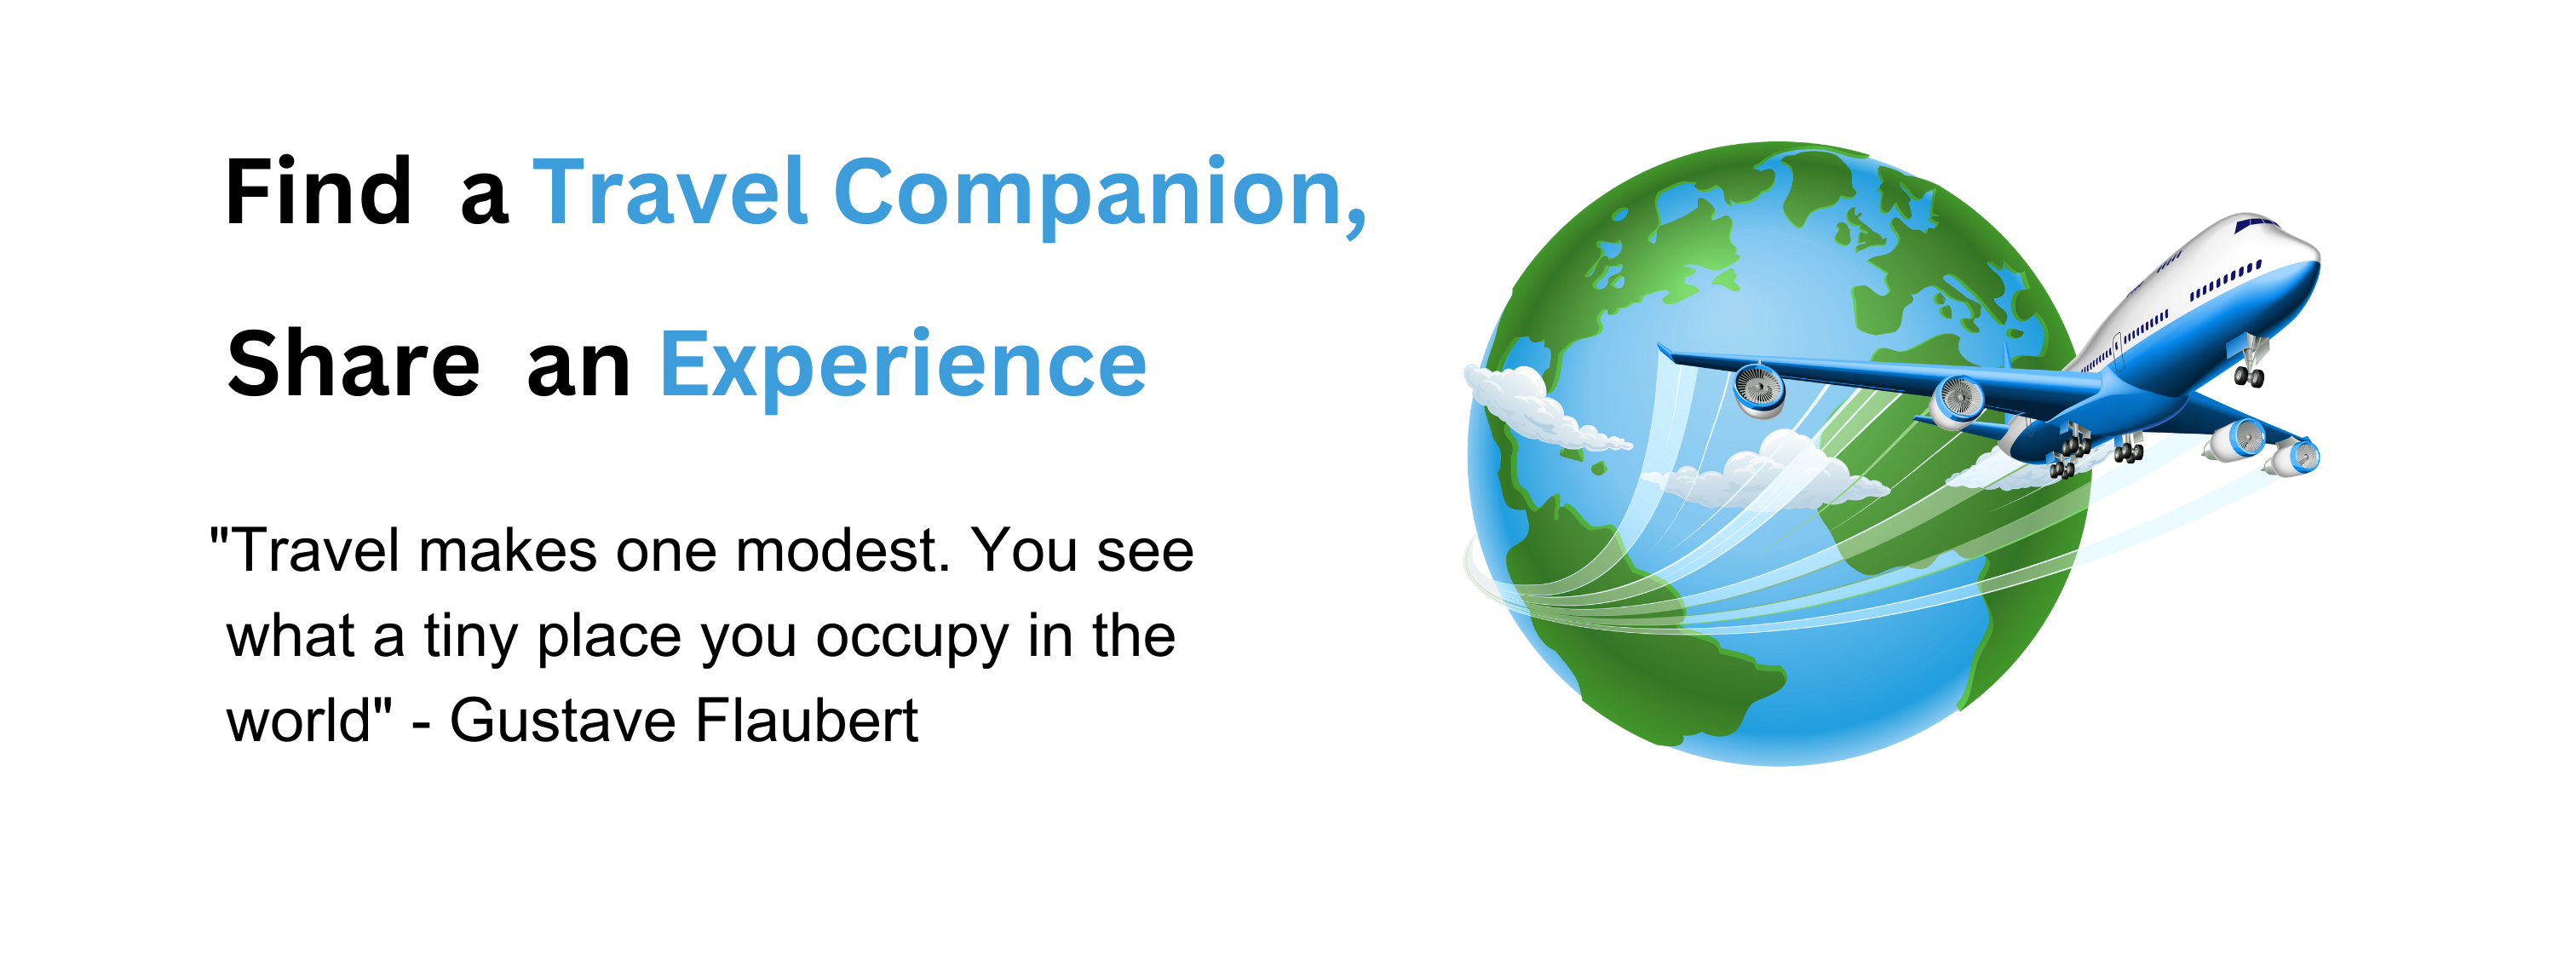 Find a Travel Companion,
Share an Experience
"Travel makes one modest. You see
what a tiny place you occupy in the
world" - Gustave Flaubert